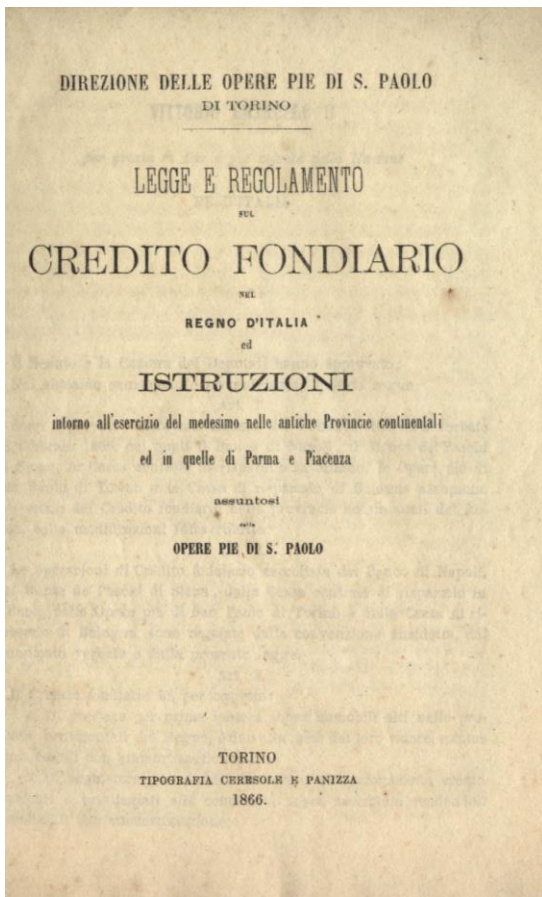 DIREZIONE DELLE OPERE PIE DI S. PAOLO
DI TORINO
LEGGE E REGOLAMENTO
SUL
CREDITO FONDIARIO
NEL
REGNO D'ITALIA
ed
ISTRUZIONI
intorno all'esercizio del medesimo nelle antiche Provincie continentali
ed in quelle di Parma e Piacenza
assuntosi
dalle
OPERE PIE DI S. PAOLO
TORINO
TIPOGRAFIA CERESOLE E PANIZZA
1866.